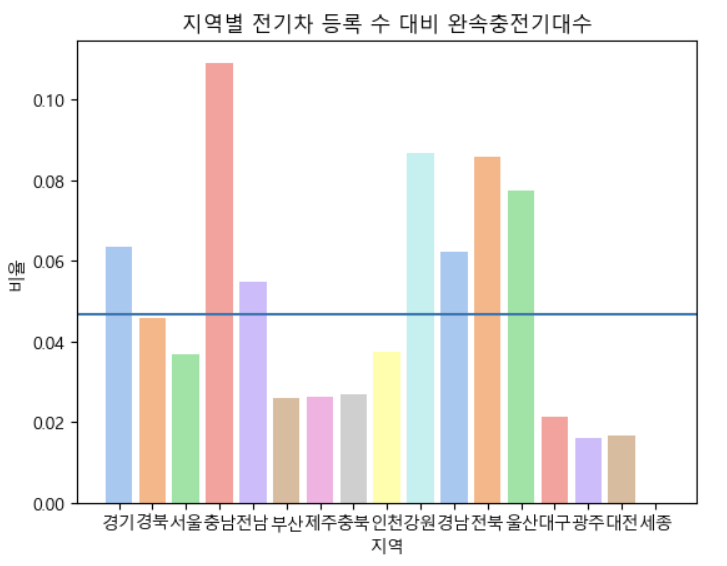 지역별 전기차 등록 수 대비 완속충전기대수
0.10
0.08
0.06
0.04
0.02
0.00
비율
경기 경북 서울 충남 전남 부산 제주 충북 인천 강원 경남 전북 울산 대구 광주 대전 세종
지역